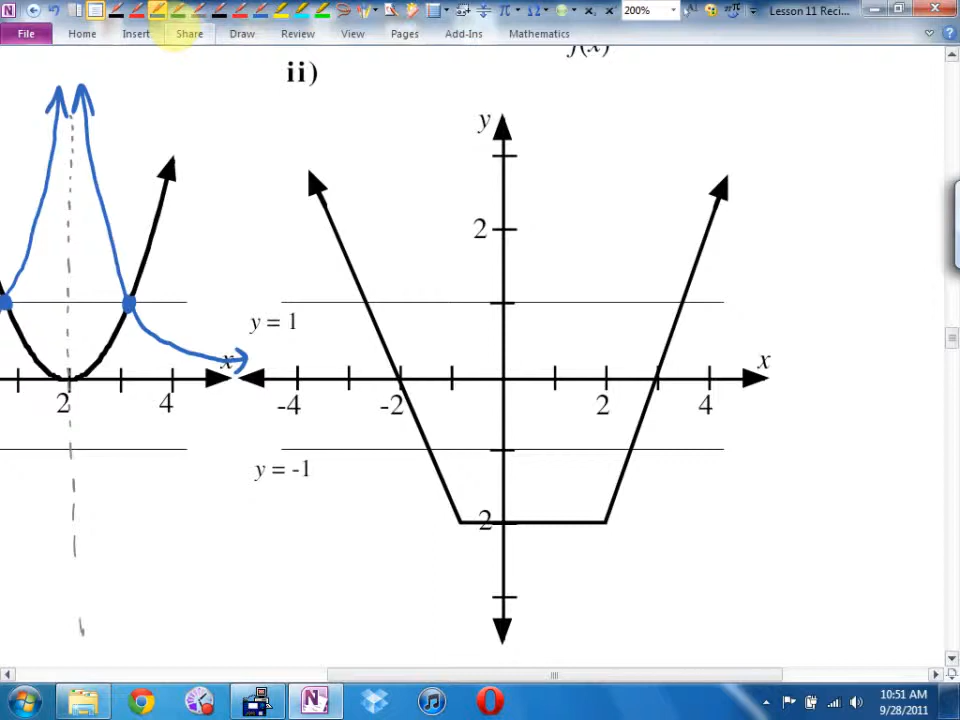 200%
Lesson 11 Reci...
File
Home
Insert
Share
Draw
Review
View
Pages
Add-Ins
Mathematics
f(x)
ii)
y
2
y = 1
x
x
2
4
-4
-2
2
4
y = -1
2
10:51 AM
9/28/2011